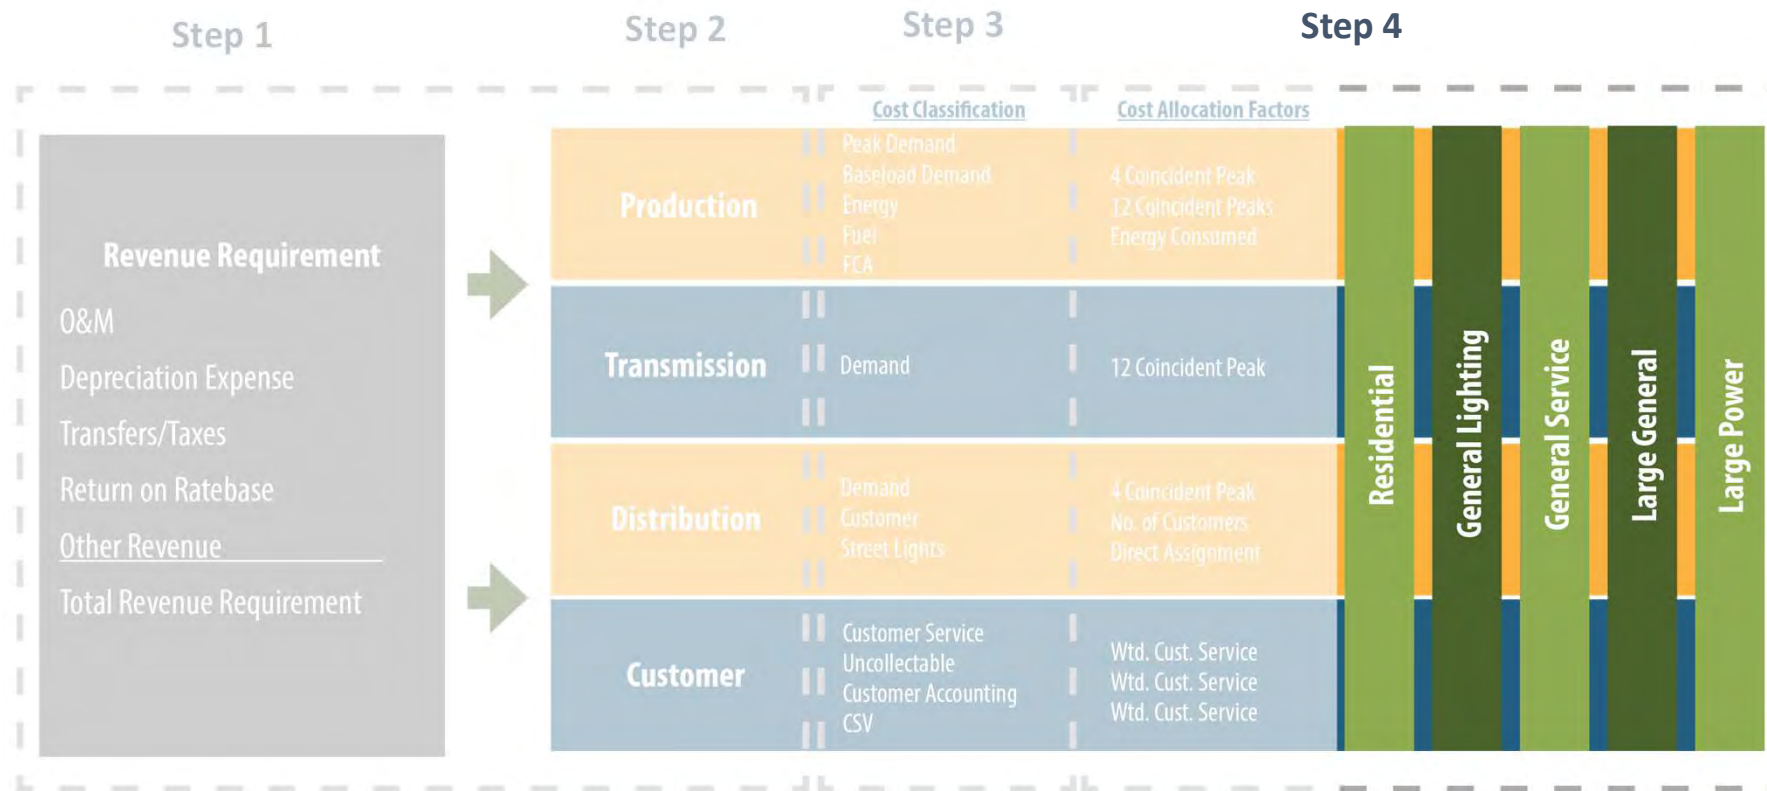 Step 1
Step 2
Step 3
Step 4
Revenue Requirement
O&M
Depreciation Expense
Transfers/Taxes
Return on Ratebase
Other Revenue
Total Revenue Requirement
Production
Transmission
Distribution
Customer
Cost Classification
Peak Demand
Baseload Demand
Energy
Fuel
FCA
Demand
Demand
Customer
Street Lights
Customer Service
Uncollectable
Customer Accounting
CSV
Cost Allocation Factors
4 Coincident Peak
12 Coincident Peaks
Energy Consumed
12 Coincident Peak
4 Coincident Peak
No. of Customers
Direct Assignment
Wtd. Cust. Service
Wtd. Cust. Service
Wtd. Cust. Service
Residential
General Lighting
General Service
Large General
Large Power